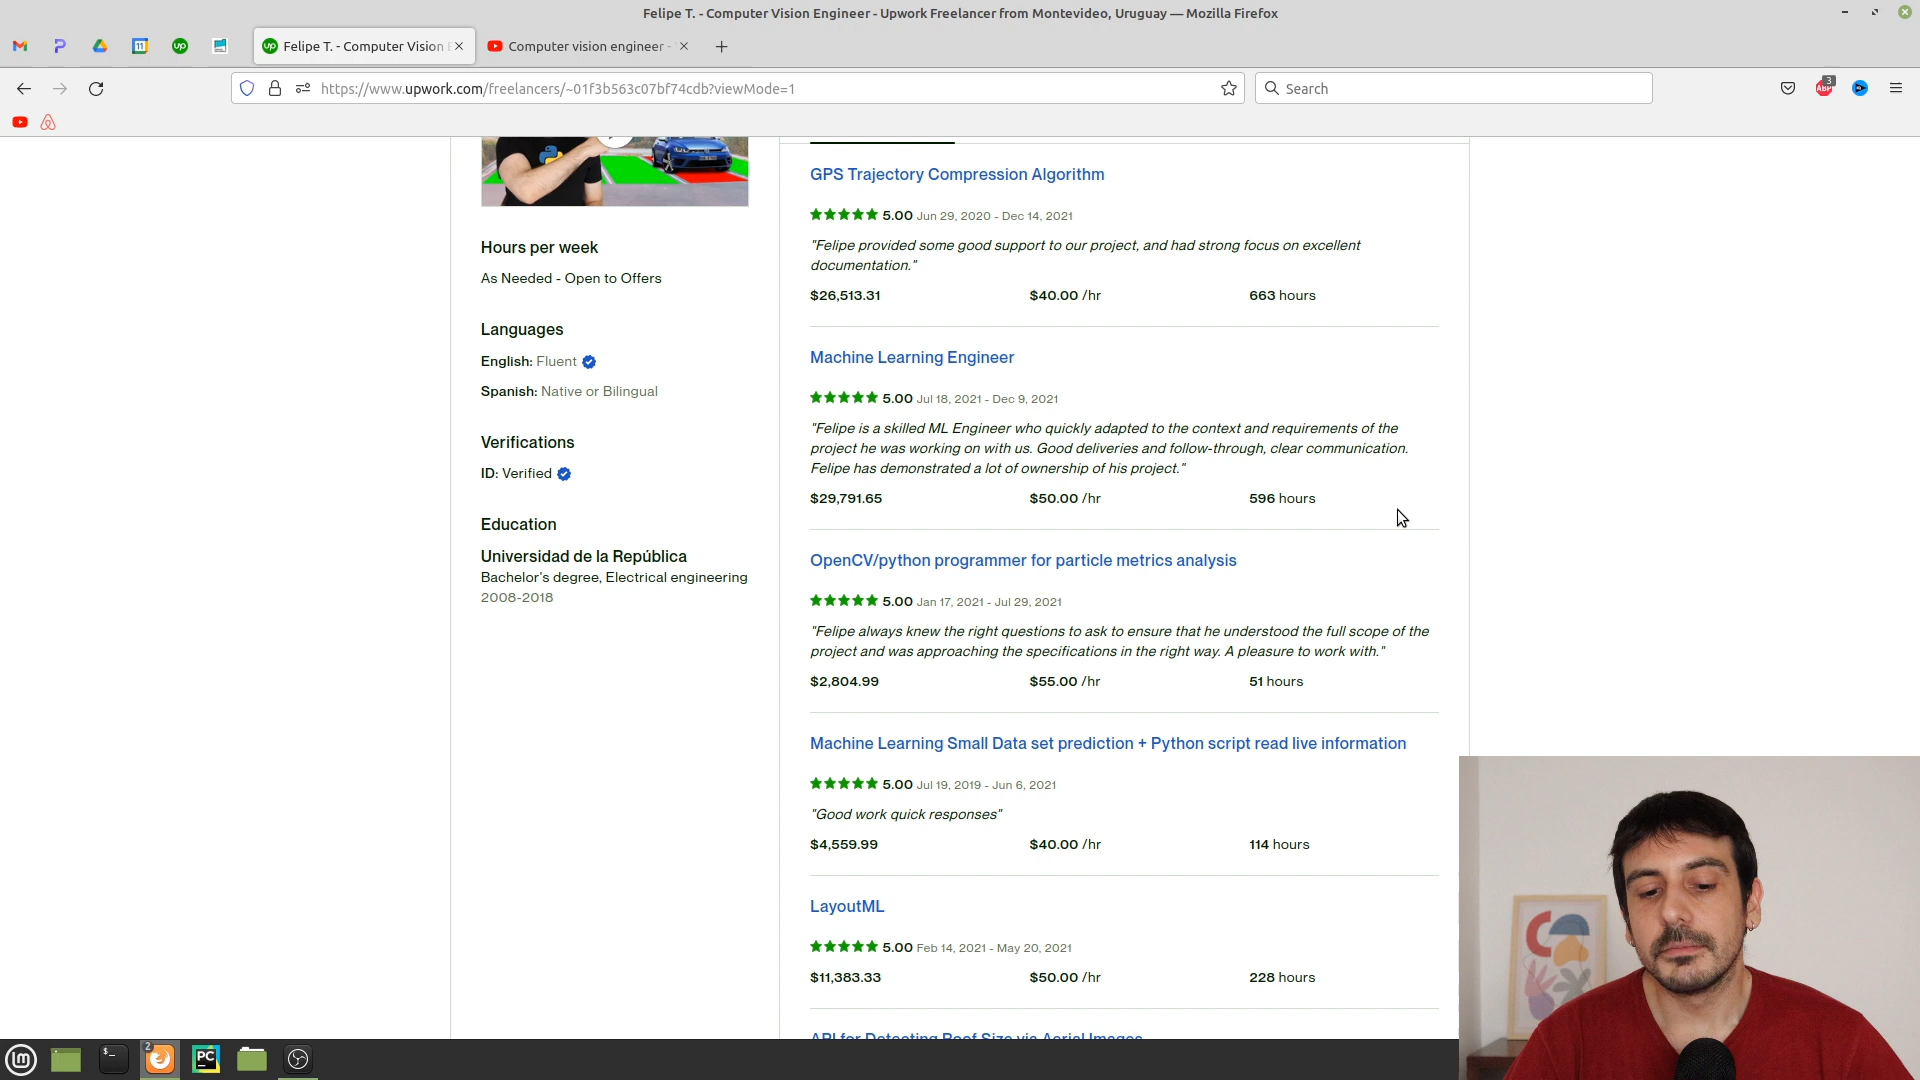 Felipe T. - Computer Vision Engineer - Upwork Freelancer from Montevideo, Uruguay — Mozilla Firefox
Felipe T. - Computer Vision E
Computer vision engineer -
https://www.upwork.com/freelancers/~01f3b563c07bf74cdb?viewMode=1
Search
3
ABP
Hours per week
As Needed - Open to Offers
Languages
English: Fluent
Spanish: Native or Bilingual
Verifications
ID: Verified
Education
Universidad de la República
Bachelor's degree, Electrical engineering
2008-2018
GPS Trajectory Compression Algorithm
5.00 Jun 29, 2020 - Dec 14, 2021
"Felipe provided some good support to our project, and had strong focus on excellent
documentation."
$26,513.31 $40.00 /hr 663 hours
Machine Learning Engineer
5.00 Jul 18, 2021 - Dec 9, 2021
"Felipe is a skilled ML Engineer who quickly adapted to the context and requirements of the
project he was working on with us. Good deliveries and follow-through, clear communication.
Felipe has demonstrated a lot of ownership of his project."
$29,791.65 $50.00 /hr 596 hours
OpenCV/python programmer for particle metrics analysis
5.00 Jan 17, 2021 - Jul 29, 2021
"Felipe always knew the right questions to ask to ensure that he understood the full scope of the
project and was approaching the specifications in the right way. A pleasure to work with."
$2,804.99 $55.00 /hr 51 hours
Machine Learning Small Data set prediction + Python script read live information
5.00 Jul 19, 2019 - Jun 6, 2021
"Good work quick responses"
$4,559.99 $40.00 /hr 114 hours
LayoutML
5.00 Feb 14, 2021 - May 20, 2021
$11,383.33 $50.00 /hr 228 hours
API for Detecting Roof Size via Aerial Images
2
PC